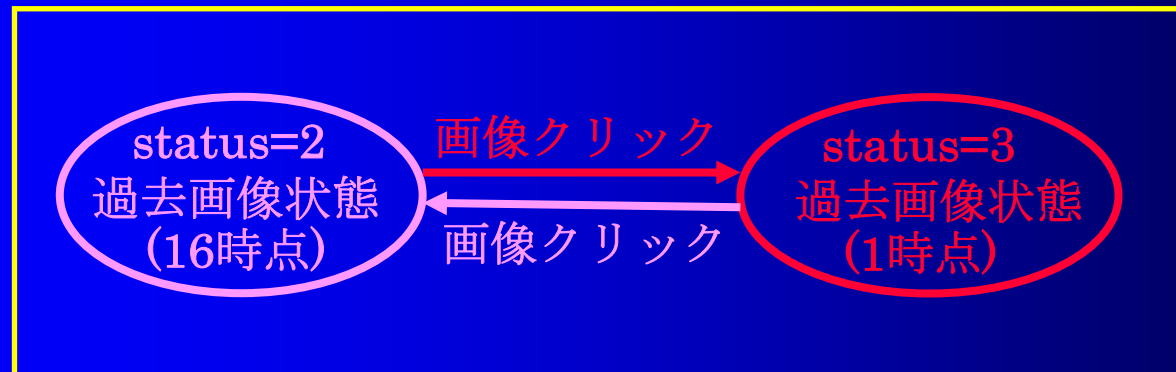 status=2
過去画像状態
(16時点)
画像クリック
画像クリック
status=3
過去画像状態
(1時点)